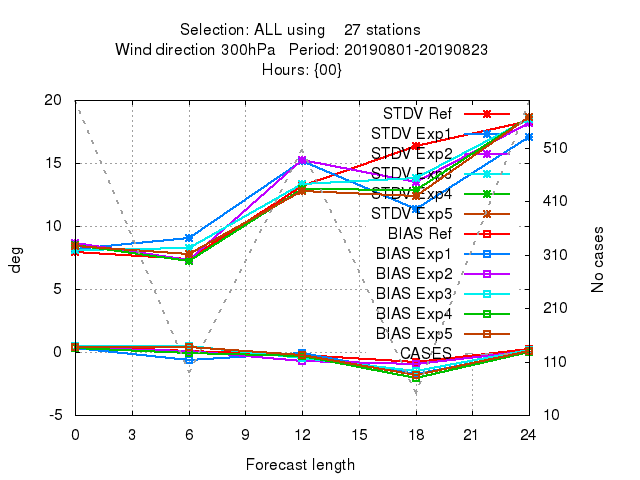 Selection: ALL using 27 stations
Wind direction 300hPa Period: 20190801-20190823
Hours: {00}
20
15
10
5
0
-5
deg
STDV Ref
STDV Exp1
STDV Exp2
STDV Exp3
STDV Exp4
STDV Exp5
BIAS Ref
BIAS Exp1
BIAS Exp2
BIAS Exp3
BIAS Exp4
BIAS Exp5
CASES
510
410
310
210
110
10
No cases
0 3 6 9 12 15 18 21 24
Forecast length